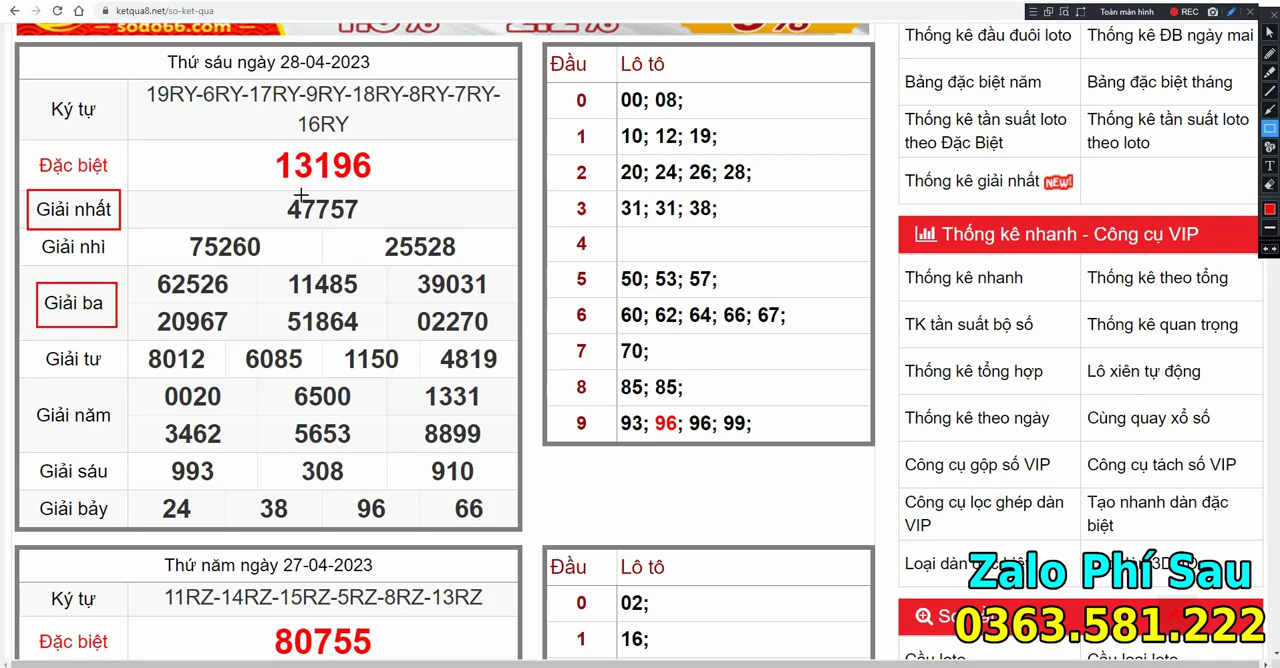 ketqua8.net/so-ket-qua
Toàn màn hình
REC
sodo66.com
Thứ sáu ngày 28-04-2023
Ký tự
19RY-6RY-17RY-9RY-18RY-8RY-7RY-
16RY
Đặc biệt
13196
Giải nhất
47757
Giải nhì
75260 25528
Giải ba
62526 11485 39031
20967 51864 02270
Giải tư
8012 6085 1150 4819
Giải năm
0020 6500 1331
3462 5653 8899
Giải sáu
993 308 910
Giải bảy
24 38 96 66
Thứ năm ngày 27-04-2023
Ký tự
11RZ-14RZ-15RZ-5RZ-8RZ-13RZ
Đặc biệt
80755
Đầu Lô tô
0 00; 08;
1 10; 12; 19;
2 20; 24; 26; 28;
3 31; 31; 38;
4
5 50; 53; 57;
6 60; 62; 64; 66; 67;
7 70;
8 85; 85;
9 93; 96; 96; 99;
Đầu Lô tô
0 02;
1 16;
Thống kê đầu đuôi loto Thống kê ĐB ngày mai
Bảng đặc biệt năm Bảng đặc biệt tháng
Thống kê tần suất loto
theo Đặc Biệt
Thống kê tần suất loto
theo loto
Thống kê giải nhất NEW!
Thống kê nhanh - Công cụ VIP
Thống kê nhanh Thống kê theo tổng
TK tần suất bộ số Thống kê quan trọng
Thống kê tổng hợp Lô xiên tự động
Thống kê theo ngày Cùng quay xổ số
Công cụ gộp số VIP Công cụ tách số VIP
Công cụ lọc ghép dàn
VIP
Tạo nhanh dàn đặc
biệt
Loại dàn
Zalo Phí Sau
0363.581.222